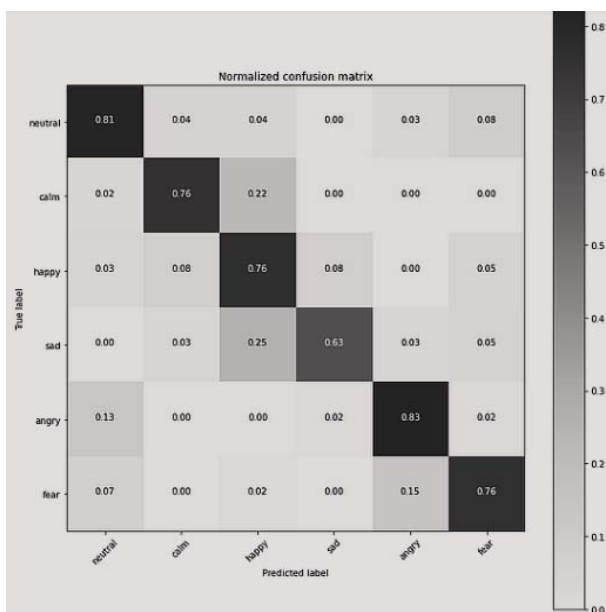 Normalized confusion matrix
True label
neutral 0.81 0.04 0.04 0.00 0.03 0.08
calm 0.02 0.76 0.22 0.00 0.00 0.00
happy 0.03 0.08 0.76 0.08 0.00 0.05
sad 0.00 0.03 0.25 0.63 0.03 0.05
angry 0.13 0.00 0.00 0.02 0.83 0.02
fear 0.07 0.00 0.02 0.00 0.15 0.76
neutral calm happy sad angry fear
Predicted label
0.8
0.7
0.6
0.5
0.4
0.3
0.2
0.1
0.0